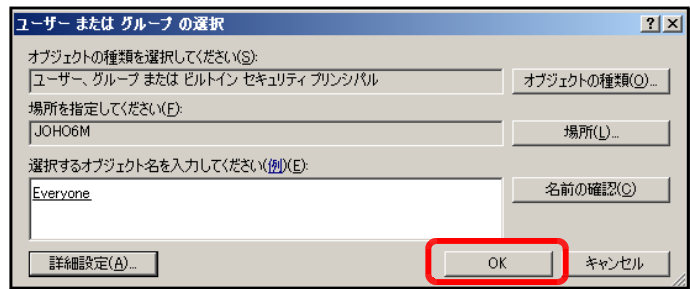 ユーザー または グループ の選択
オブジェクトの種類を選択してください(S):
ユーザー、グループ または ビルトイン セキュリティ プリンシパル
オブジェクトの種類(O)...
場所を指定してください(F):
JOHO6M
場所(L)...
選択するオブジェクト名を入力してください(例)(E):
Everyone
名前の確認(C)
詳細設定(A)...
OK
キャンセル